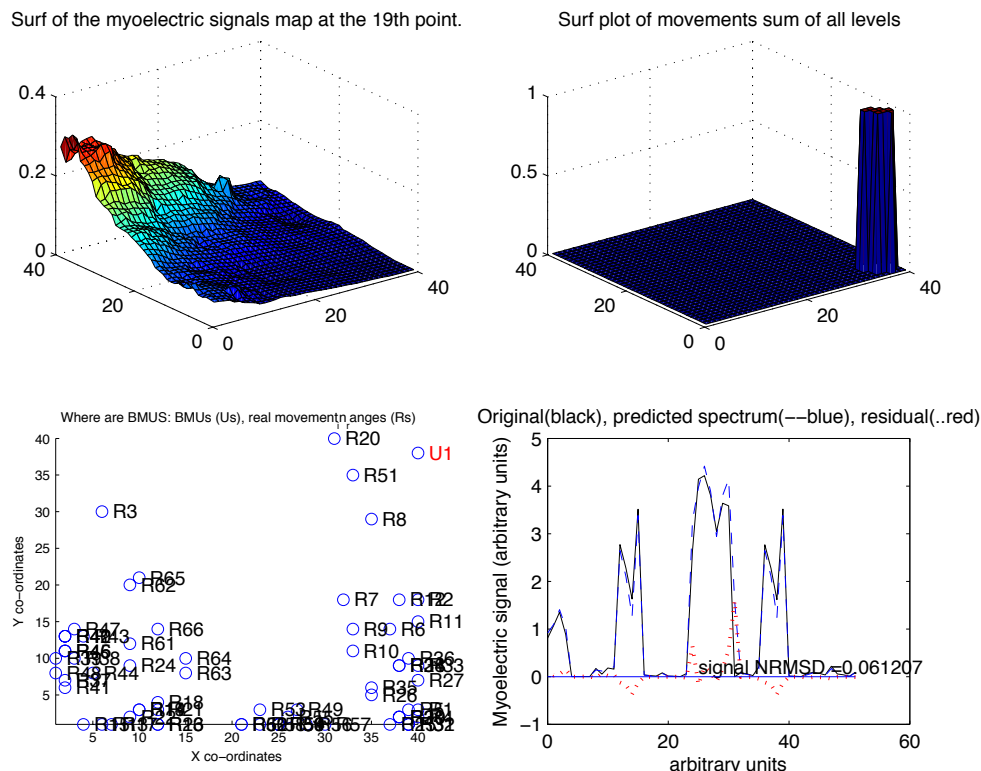 Surf of the myoelectric signals map at the 19th point.
0.4
0.2
0
40
20
0
0
20
40
Surf plot of movements sum of all levels
1
0.5
0
40
20
0
0
20
40
Where are BMUS: BMUs (Us), real movementn anges (Rs)
Y co-ordinates
40
35
30
25
20
15
10
5
R20
U1
R51
R3
R8
R65
R62
R7
R2
R11
R47
R66
R9
R6
R61
R10
R64
R24
R63
R44
R41
R27
R35
R26
R18
R53
R49
5
10
15
20
25
30
35
40
X co-ordinates
Original(black), predicted spectrum(--blue), residual(..red)
Myoelectric signal (arbitrary units)
5
4
3
2
1
0
−1
signal NRMSD =0.061207
0
20
40
60
arbitrary units